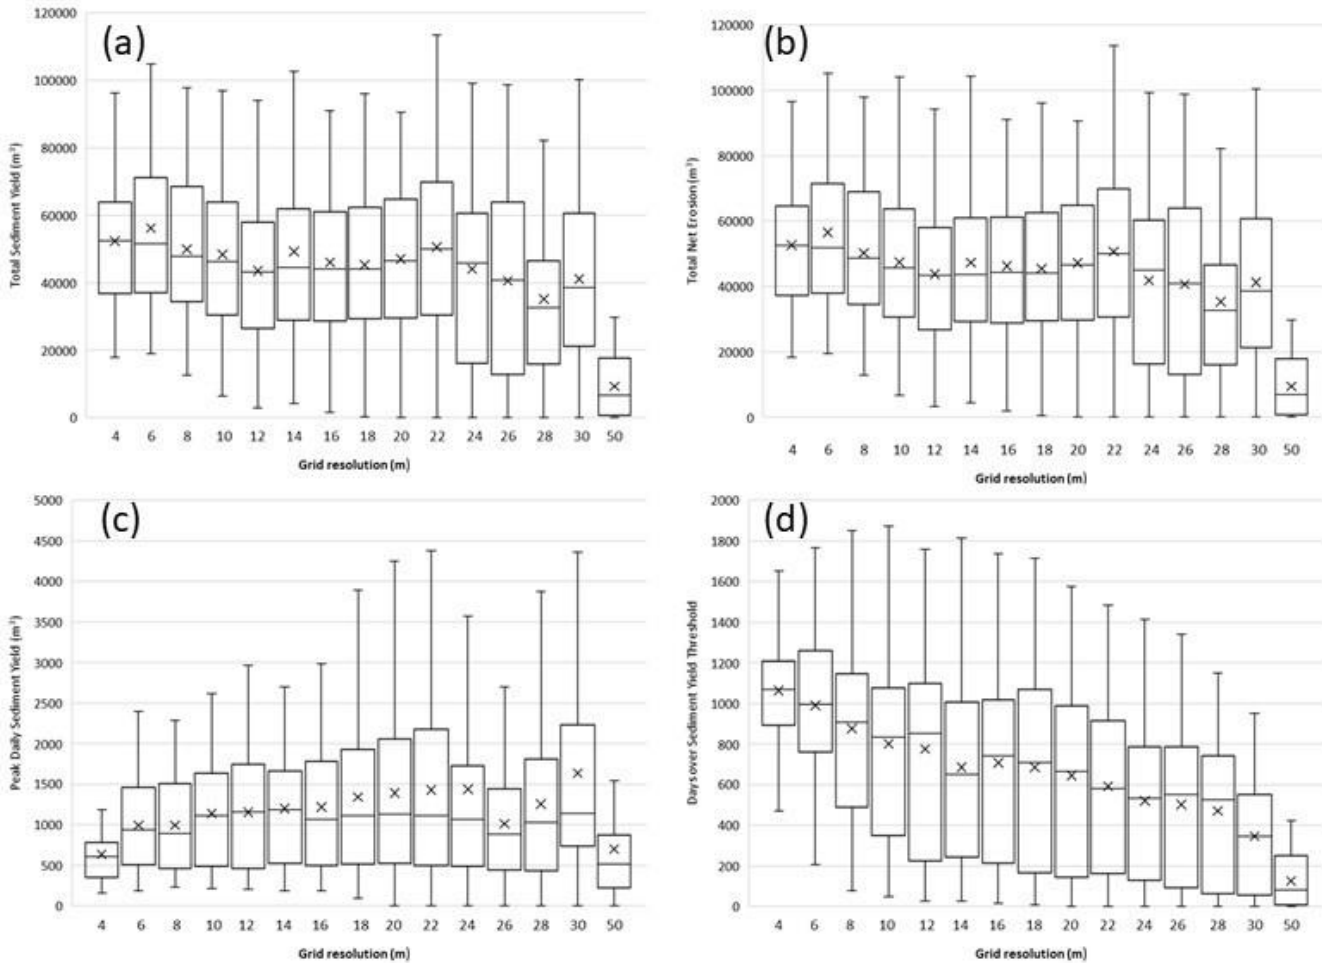 (a)
Total Sediment Yield (m³)
120000
100000
80000
60000
40000
20000
0
4 6 8 10 12 14 16 18 20 22 24 26 28 30 50
Grid resolution (m)
(b)
Total Net Erosion (m³)
120000
100000
80000
60000
40000
20000
0
4 6 8 10 12 14 16 18 20 22 24 26 28 30 50
Grid resolution (m)
(c)
Peak Daily Sediment Yield (m³)
5000
4500
4000
3500
3000
2500
2000
1500
1000
500
0
4 6 8 10 12 14 16 18 20 22 24 26 28 30 50
Grid resolution (m)
(d)
Daysover Sediment Yield Threshold
2000
1800
1600
1400
1200
1000
800
600
400
200
0
4 6 8 10 12 14 16 18 20 22 24 26 28 30 50
Grid resolution (m)